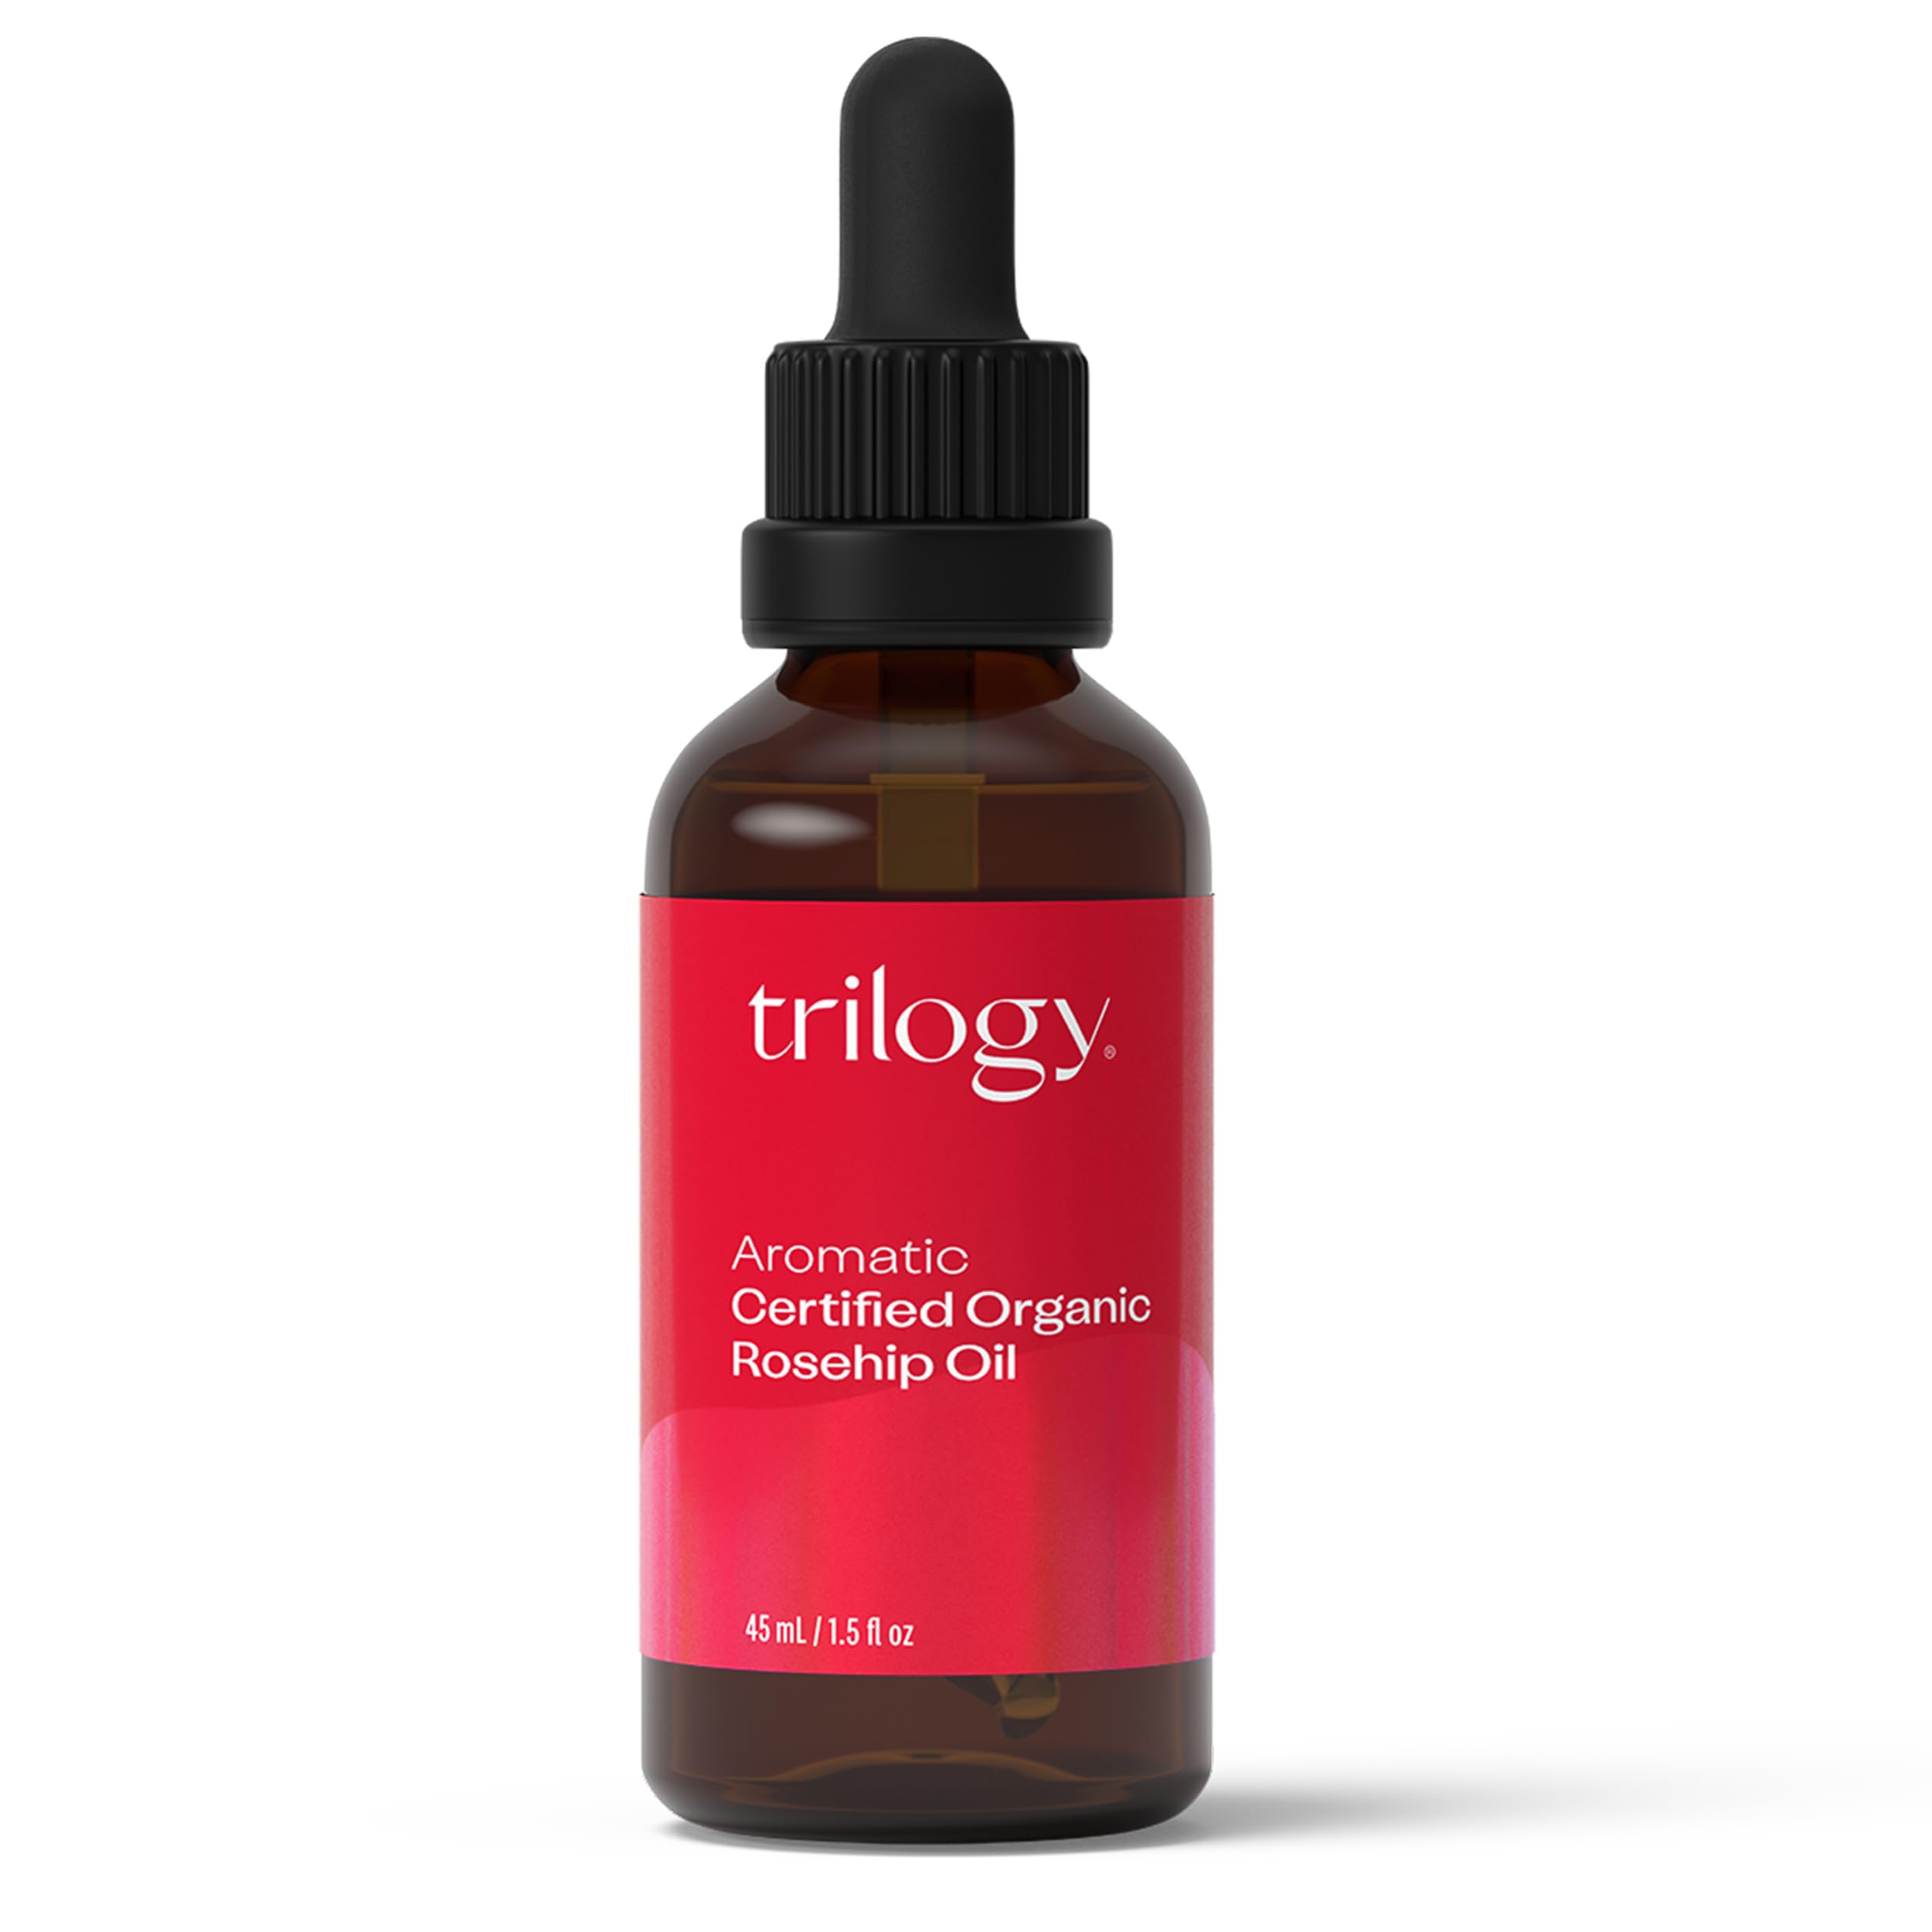 trilogy®
Aromatic
Certified Organic
Rosehip Oil
45 mL / 1.5 fl oz